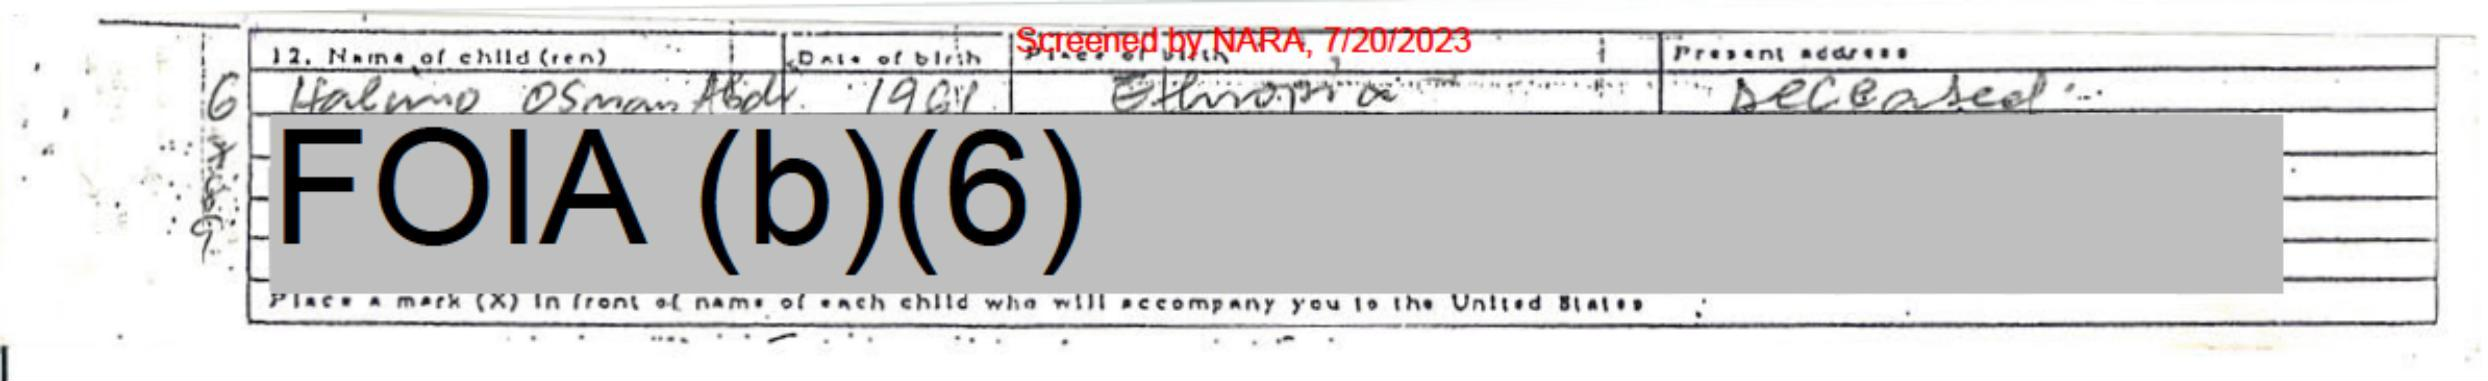 Screened by NARA, 7/20/2023
12. Name of child (ren) Date of birth Place of birth Present address
6 Halimo Osman Abdi 1961 Ethiopia Deceased
7
8
9
FOIA (b)(6)
Place a mark (X) in front of name of each child who will accompany you to the United States